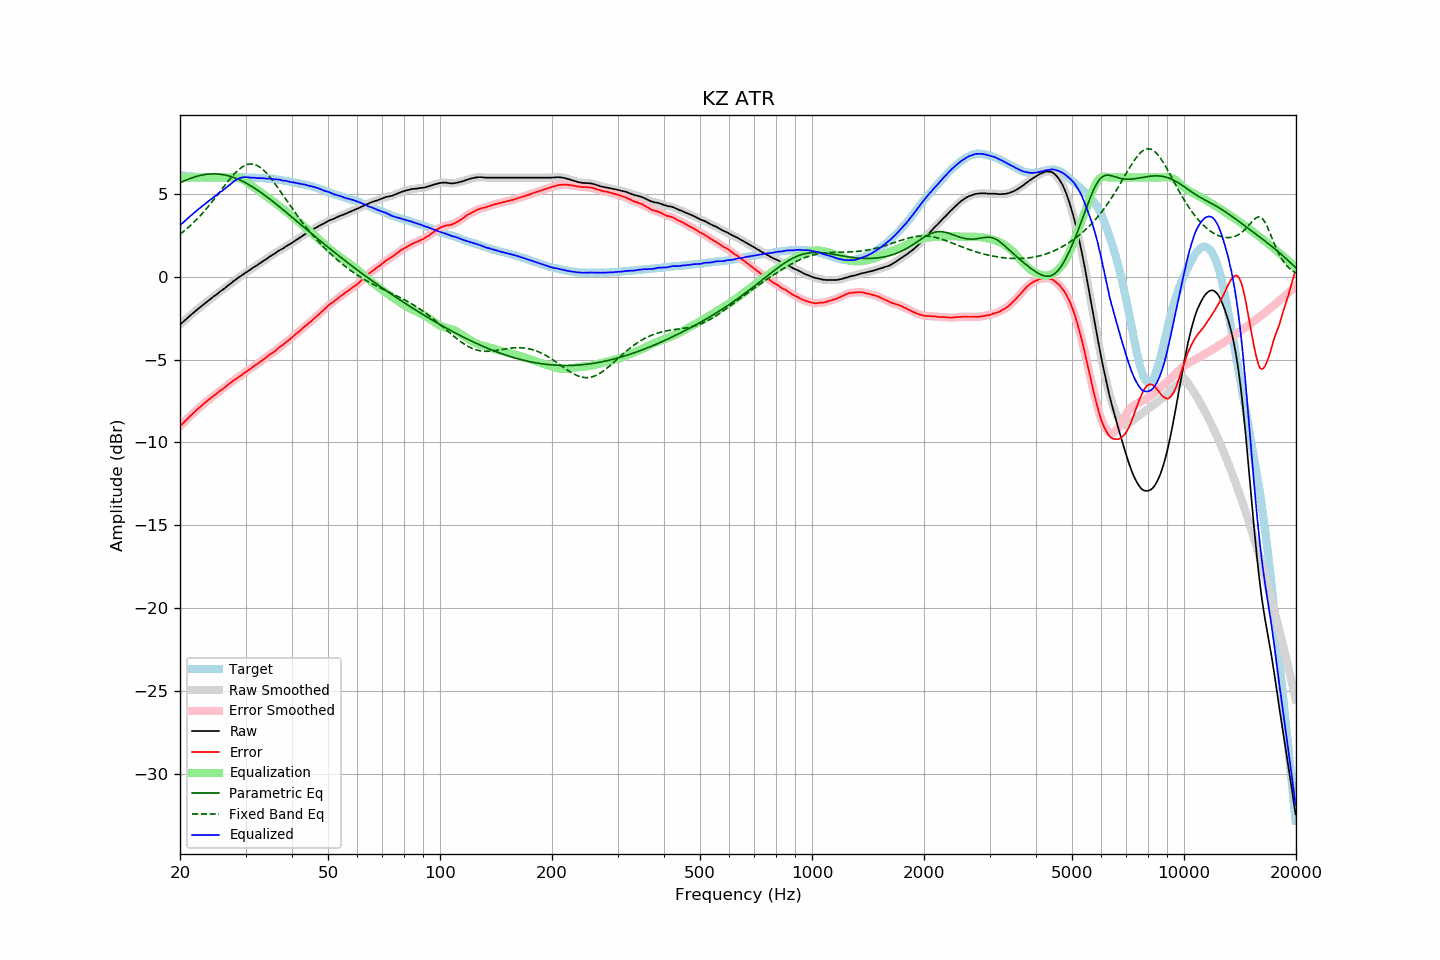 KZ ATR
5
0
−5
−10
−15
−20
−25
−30
Amplitude (dBr)
Target
Raw Smoothed
Error Smoothed
Raw
Error
Equalization
Parametric Eq
Fixed Band Eq
Equalized
20 50 100 200 500 1000 2000 5000 10000 20000
Frequency (Hz)